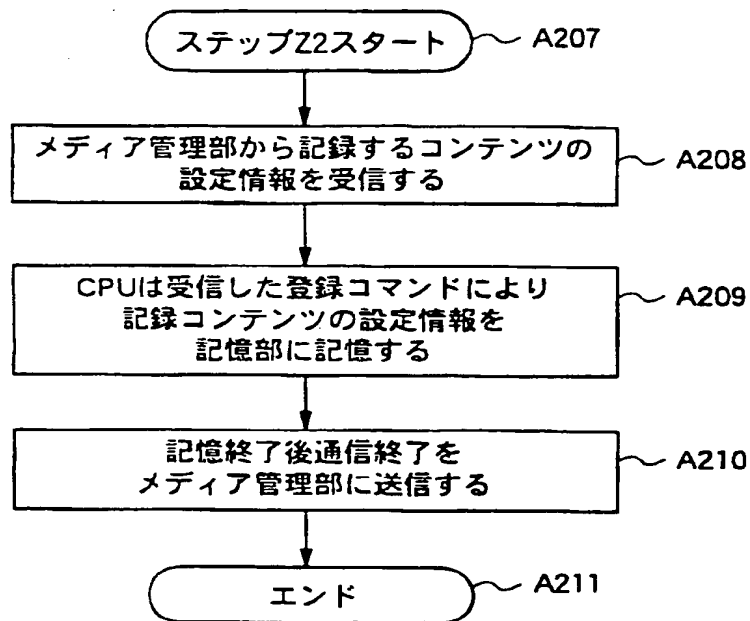 ステップZ2スタート
A207
メディア管理部から記録するコンテンツの
設定情報を受信する
A208
CPUは受信した登録コマンドにより
記録コンテンツの設定情報を
記憶部に記憶する
A209
記憶終了後通信終了を
メディア管理部に送信する
A210
エンド
A211